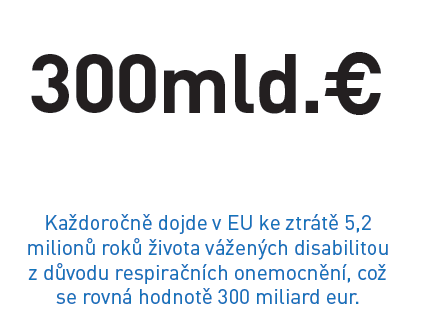 300mld.€
Každoročně dojde v EU ke ztrátě 5,2
milionů roků života vážených disabilitou
z důvodu respiračních onemocnění, což
se rovná hodnotě 300 miliard eur.